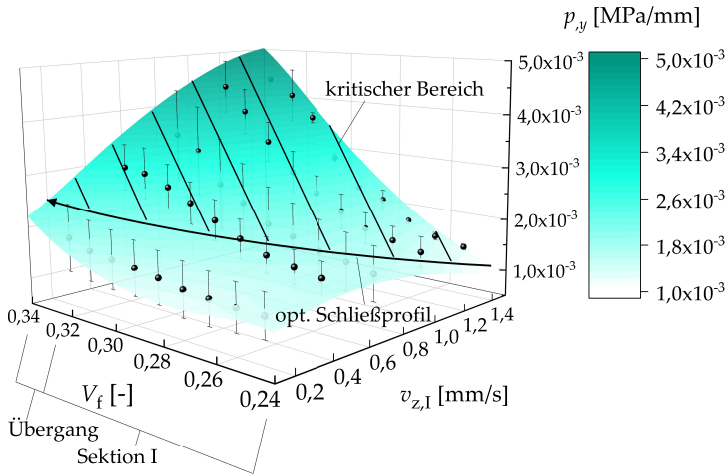 p,y [MPa/mm]
kritischer Bereich
5,0x10-3
4,0x10-3
3,0x10-3
2,0x10-3
1,0x10-3
5,0x10-3
4,2x10-3
3,4x10-3
2,6x10-3
1,8x10-3
1,0x10-3
opt. Schließprofil
0,34
0,32
0,30
0,28
0,26
0,24
0,2
0,4
0,6
0,8
1,0
1,2
1,4
Vf [-]
vz,I [mm/s]
Übergang
Sektion I